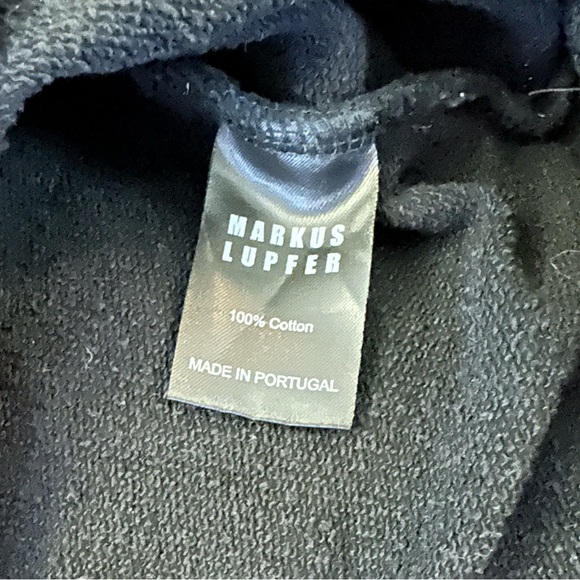 MARKUS
LUPFER
100% Cotton
MADE IN PORTUGAL